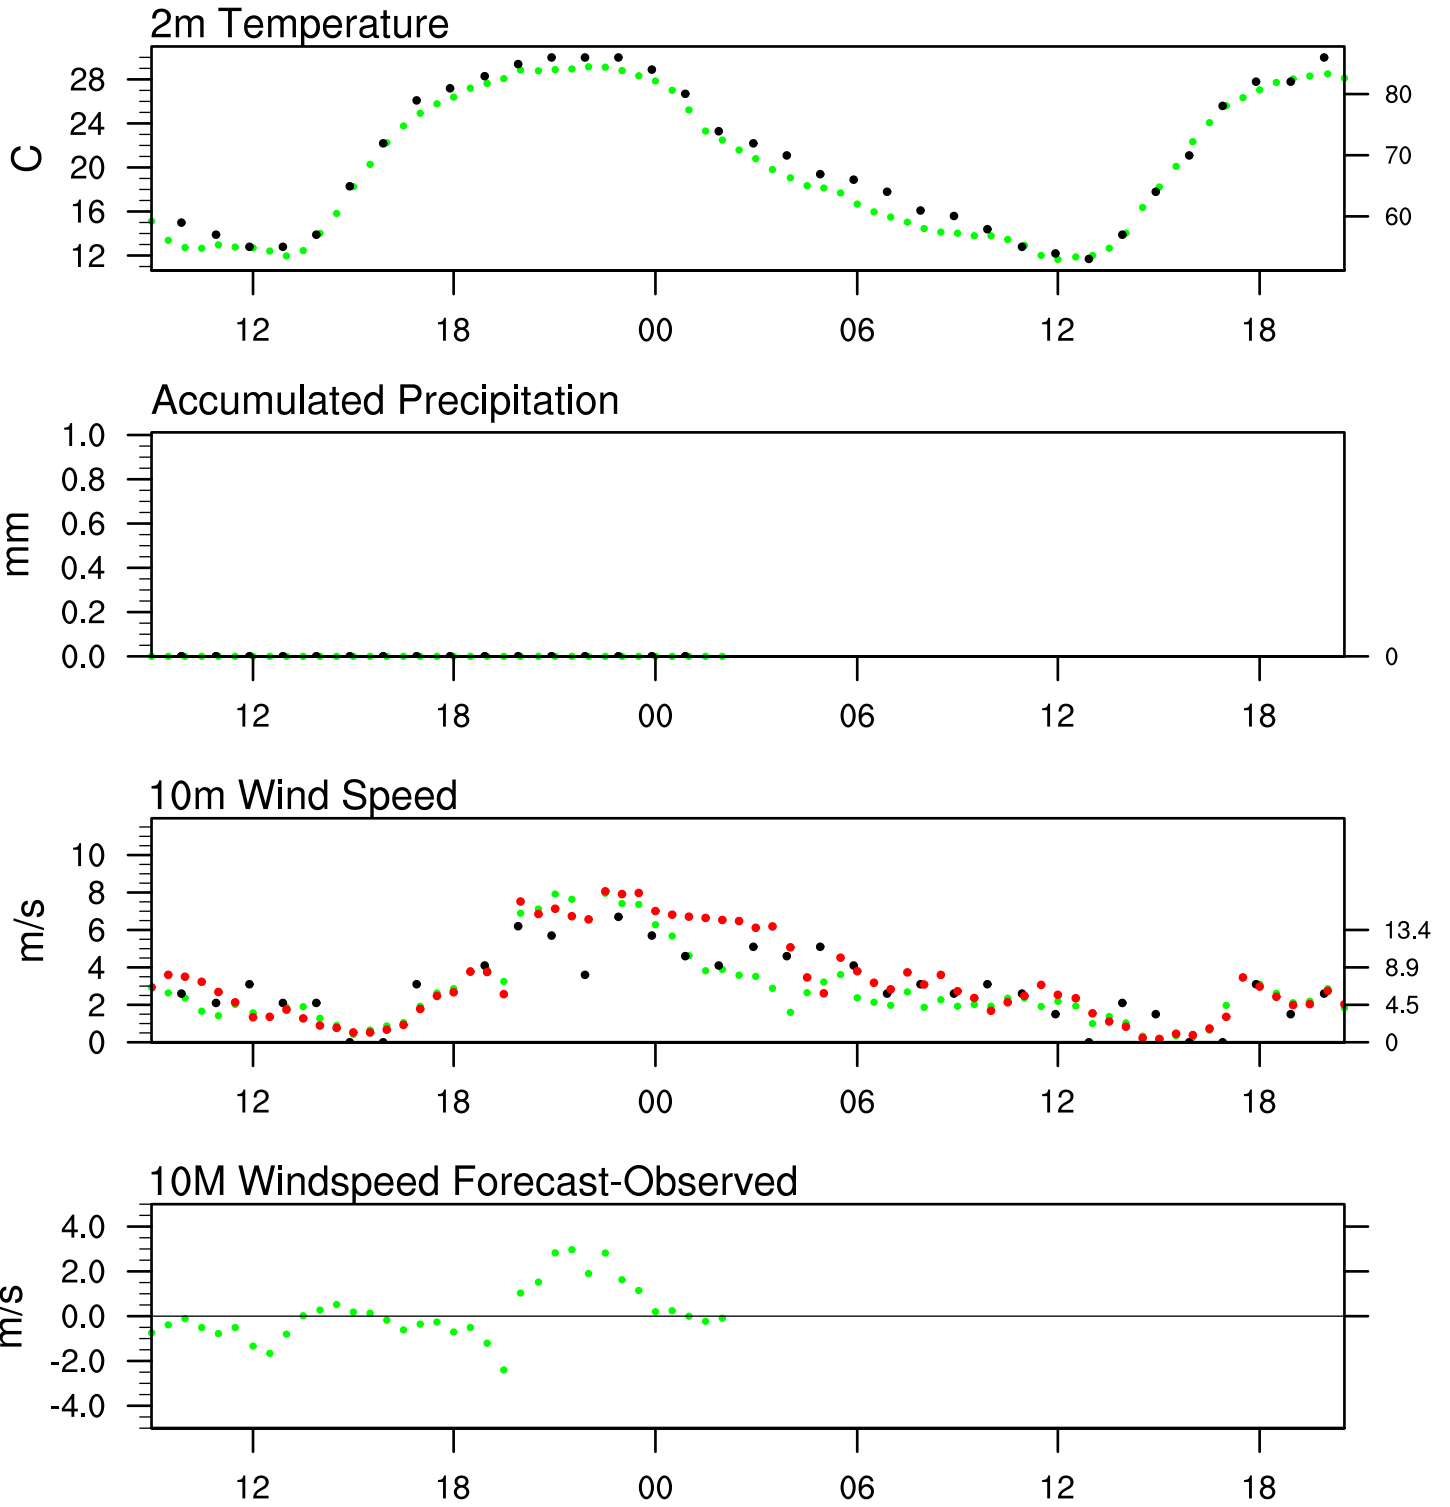 2m Temperature
28
24
20
16
12
C
80
70
60
12 18 00 06 12 18
Accumulated Precipitation
1.0
0.8
0.6
0.4
0.2
0.0
mm
0
12 18 00 06 12 18
10m Wind Speed
10
8
6
4
2
0
m/s
13.4
8.9
4.5
0
12 18 00 06 12 18
10M Windspeed Forecast-Observed
4.0
2.0
0.0
-2.0
-4.0
m/s
12 18 00 06 12 18